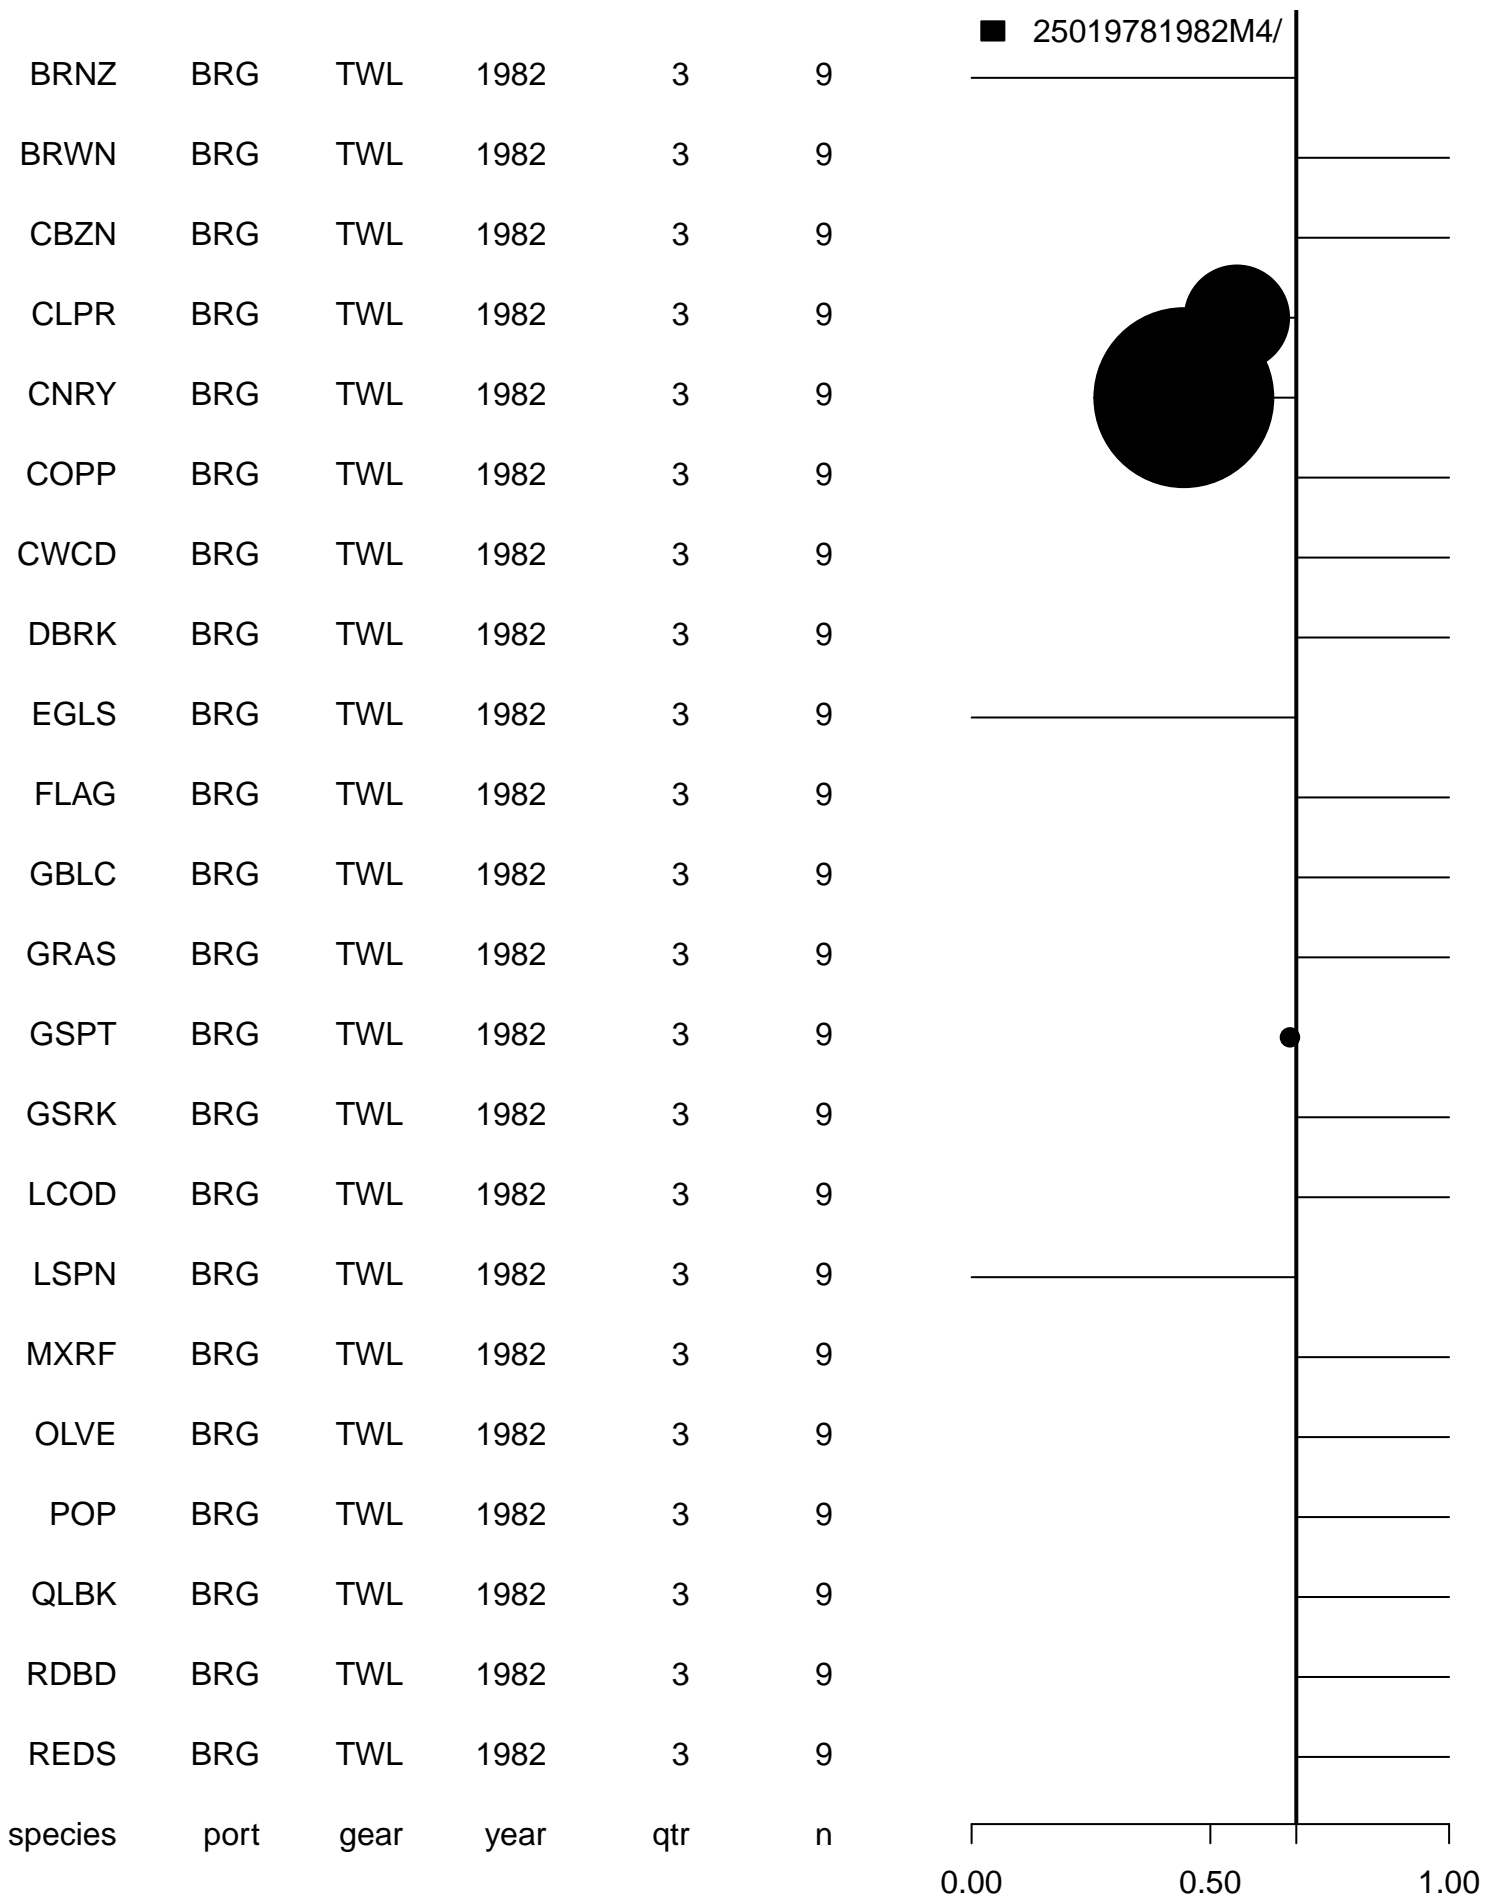 25019781982M4/
BRNZ BRG TWL 1982 3 9
BRWN BRG TWL 1982 3 9
CBZN BRG TWL 1982 3 9
CLPR BRG TWL 1982 3 9
CNRY BRG TWL 1982 3 9
COPP BRG TWL 1982 3 9
CWCD BRG TWL 1982 3 9
DBRK BRG TWL 1982 3 9
EGLS BRG TWL 1982 3 9
FLAG BRG TWL 1982 3 9
GBLC BRG TWL 1982 3 9
GRAS BRG TWL 1982 3 9
GSPT BRG TWL 1982 3 9
GSRK BRG TWL 1982 3 9
LCOD BRG TWL 1982 3 9
LSPN BRG TWL 1982 3 9
MXRF BRG TWL 1982 3 9
OLVE BRG TWL 1982 3 9
POP BRG TWL 1982 3 9
QLBK BRG TWL 1982 3 9
RDBD BRG TWL 1982 3 9
REDS BRG TWL 1982 3 9
species port gear year qtr n
0.00 0.50 1.00